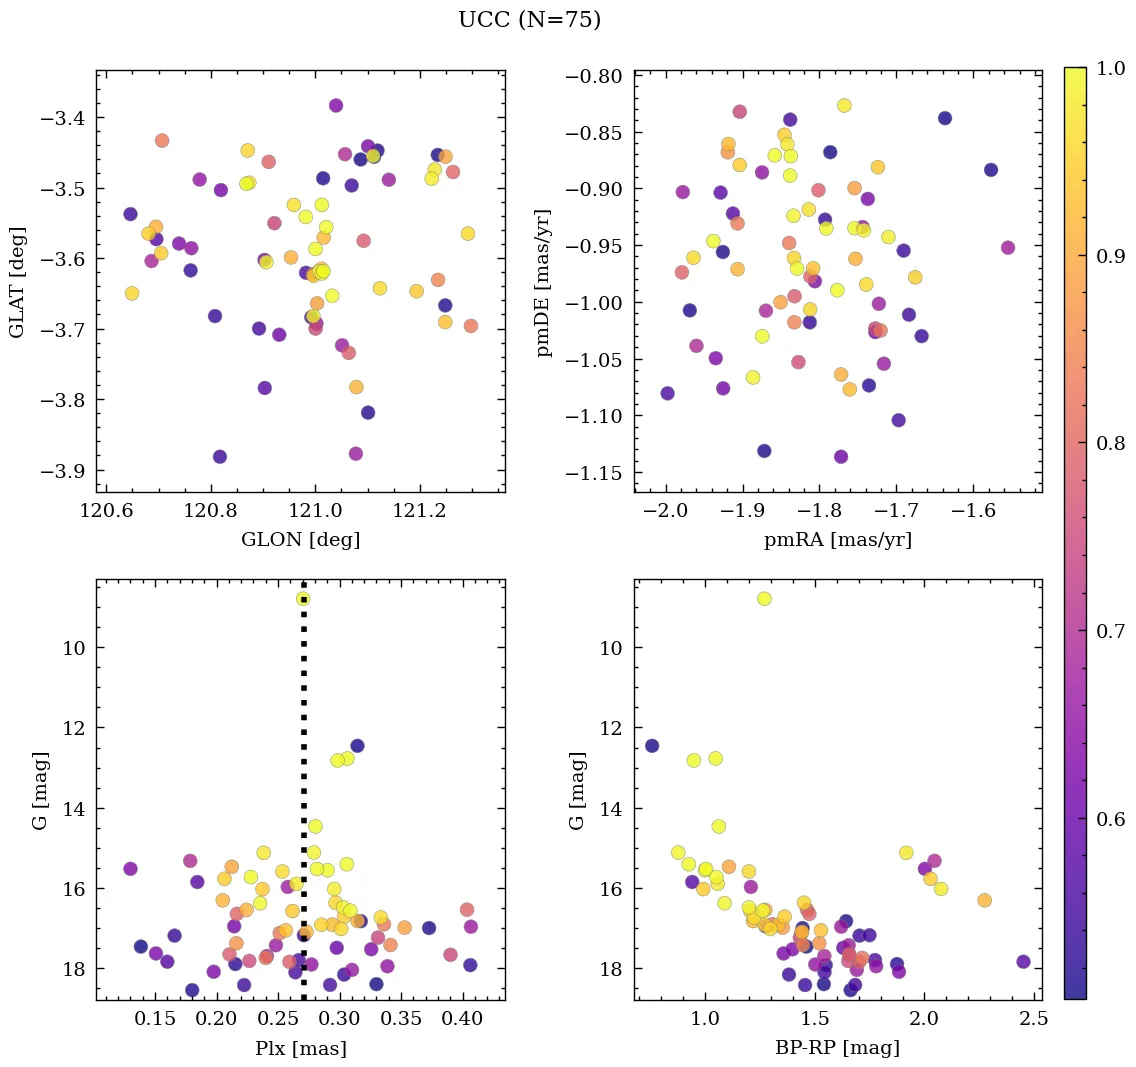 UCC (N=75)
−3.4
−3.5
−3.6
−3.7
−3.8
−3.9
GLAT [deg]
120.6 120.8 121.0 121.2
GLON [deg]
−0.80
−0.85
−0.90
−0.95
−1.00
−1.05
−1.10
−1.15
pmDE [mas/yr]
−2.0 −1.9 −1.8 −1.7 −1.6
pmRA [mas/yr]
1.0
0.9
0.8
0.7
0.6
10
12
14
16
18
G [mag]
0.15 0.20 0.25 0.30 0.35 0.40
Plx [mas]
10
12
14
16
18
G [mag]
1.0 1.5 2.0 2.5
BP-RP [mag]